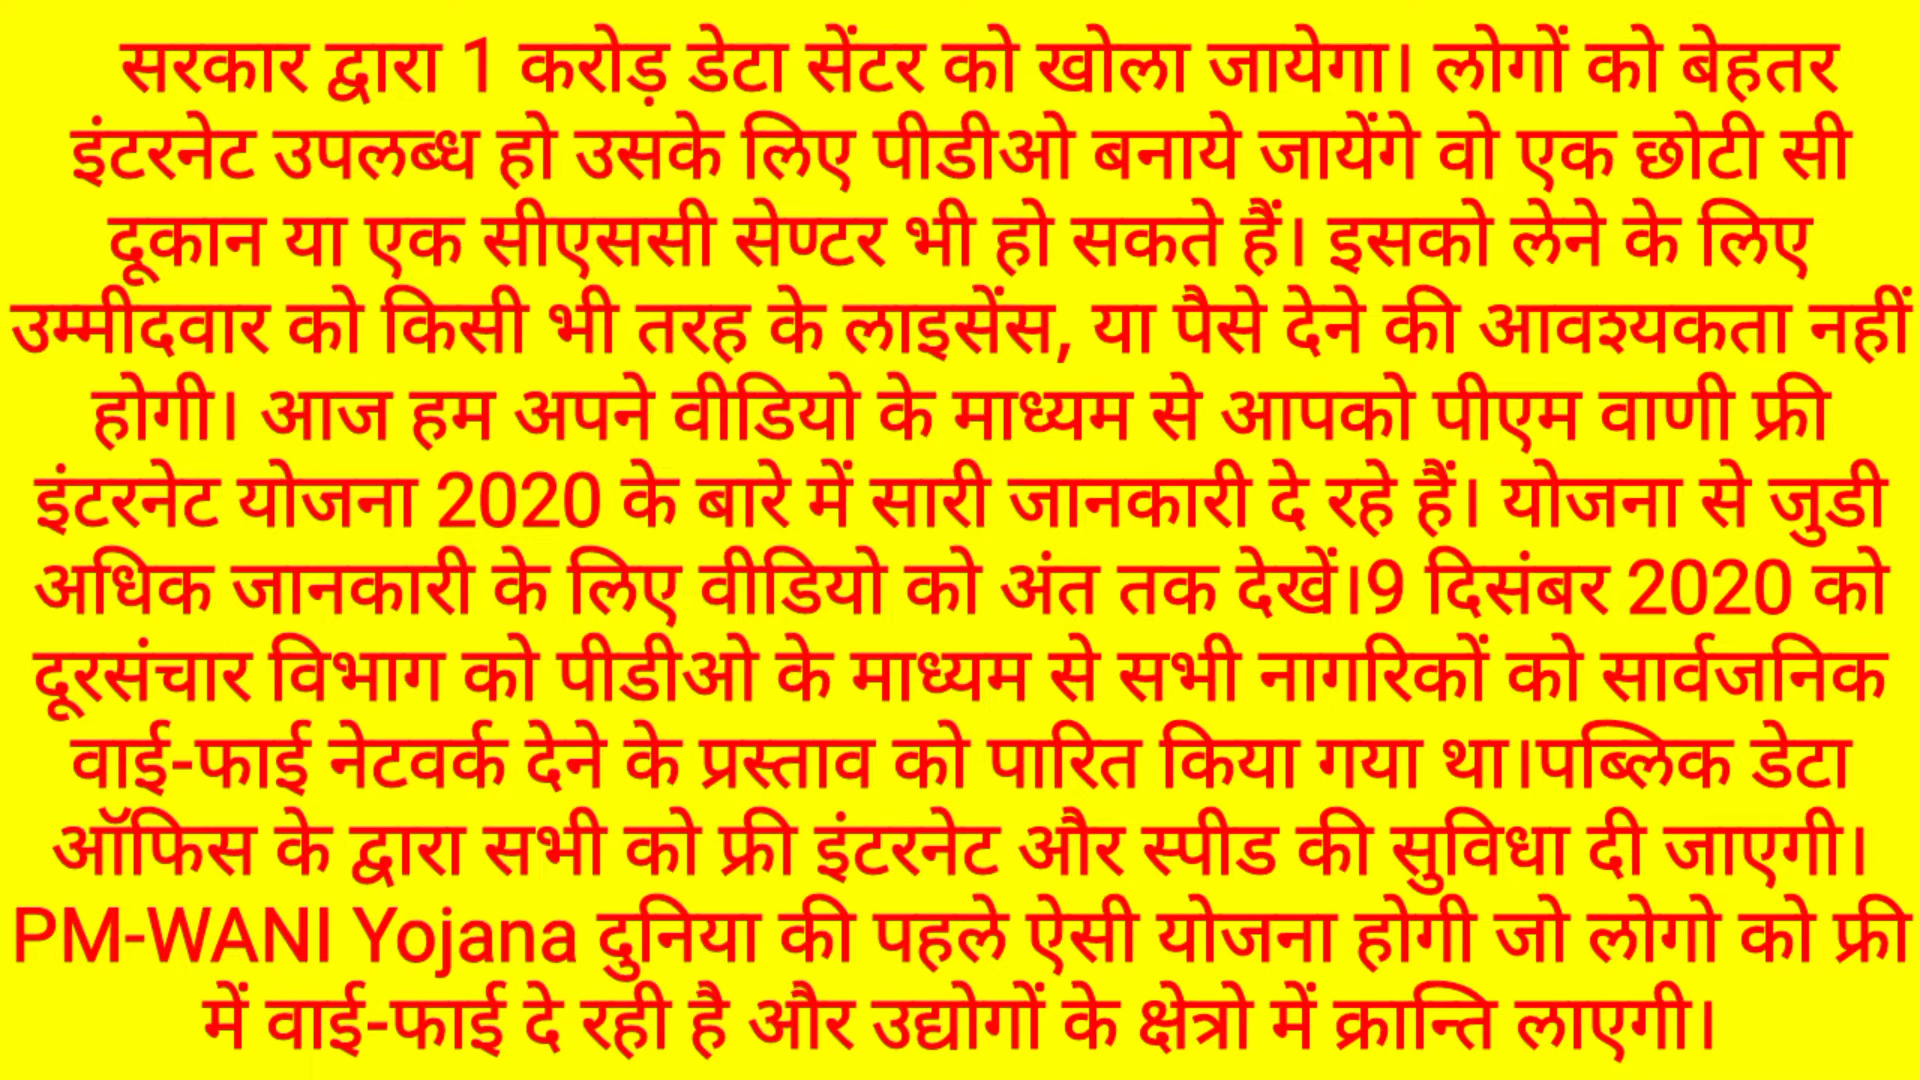 सरकार द्वारा 1 करोड़ डेटा सेंटर को खोला जायेगा। लोगों को बेहतर
इंटरनेट उपलब्ध हो उसके लिए पीडीओ बनाये जायेंगे वो एक छोटी सी
दूकान या एक सीएससी सेण्टर भी हो सकते हैं। इसको लेने के लिए
उम्मीदवार को किसी भी तरह के लाइसेंस, या पैसे देने की आवश्यकता नहीं
होगी। आज हम अपने वीडियो के माध्यम से आपको पीएम वाणी फ्री
इंटरनेट योजना 2020 के बारे में सारी जानकारी दे रहे हैं। योजना से जुडी
अधिक जानकारी के लिए वीडियो को अंत तक देखें।9 दिसंबर 2020 को
दूरसंचार विभाग को पीडीओ के माध्यम से सभी नागरिकों को सार्वजनिक
वाई-फाई नेटवर्क देने के प्रस्ताव को पारित किया गया था।पब्लिक डेटा
ऑफिस के द्वारा सभी को फ्री इंटरनेट और स्पीड की सुविधा दी जाएगी।
PM-WANI Yojana दुनिया की पहले ऐसी योजना होगी जो लोगो को फ्री
में वाई-फाई दे रही है और उद्योगों के क्षेत्रो में क्रान्ति लाएगी।